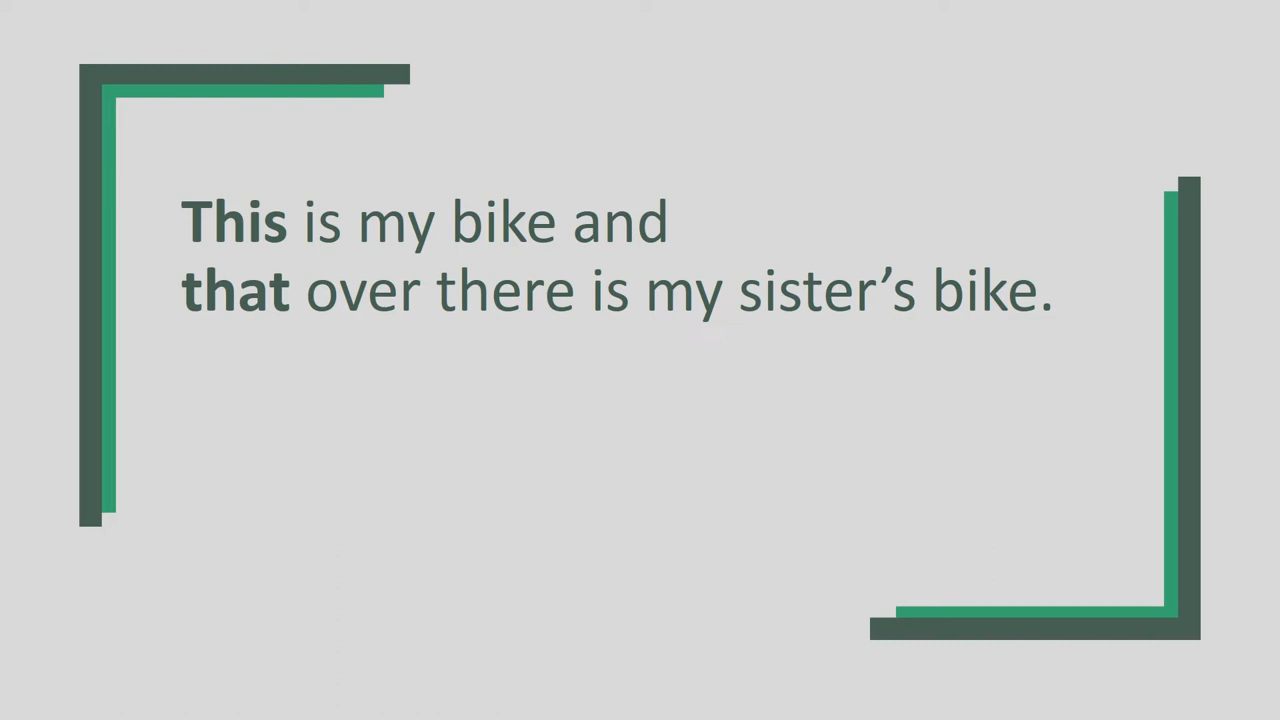 This is my bike and
that over there is my sister’s bike.